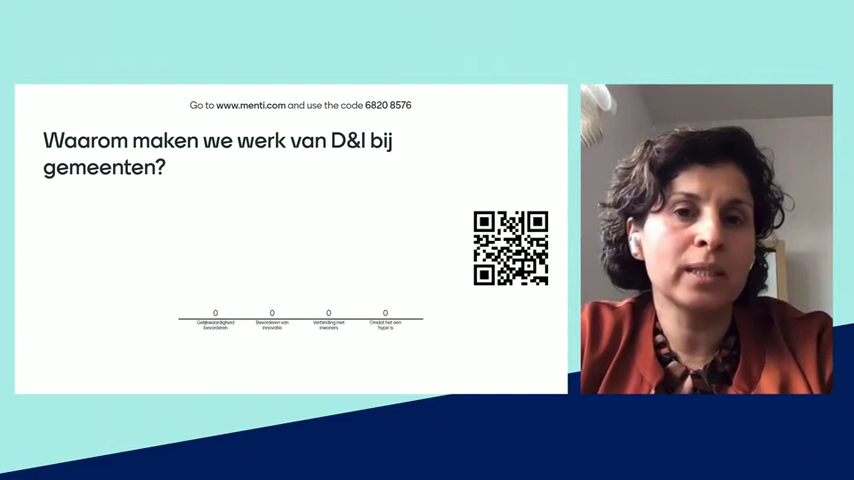 Go to www.menti.com and use the code 6820 8576
Waarom maken we werk van D&I bij
gemeenten?
0 0 0 0
Gelijkwaardigheid Bevorderen van Verbinding met Omdat het een
bevorderen innovatie inwoners 'hype' is